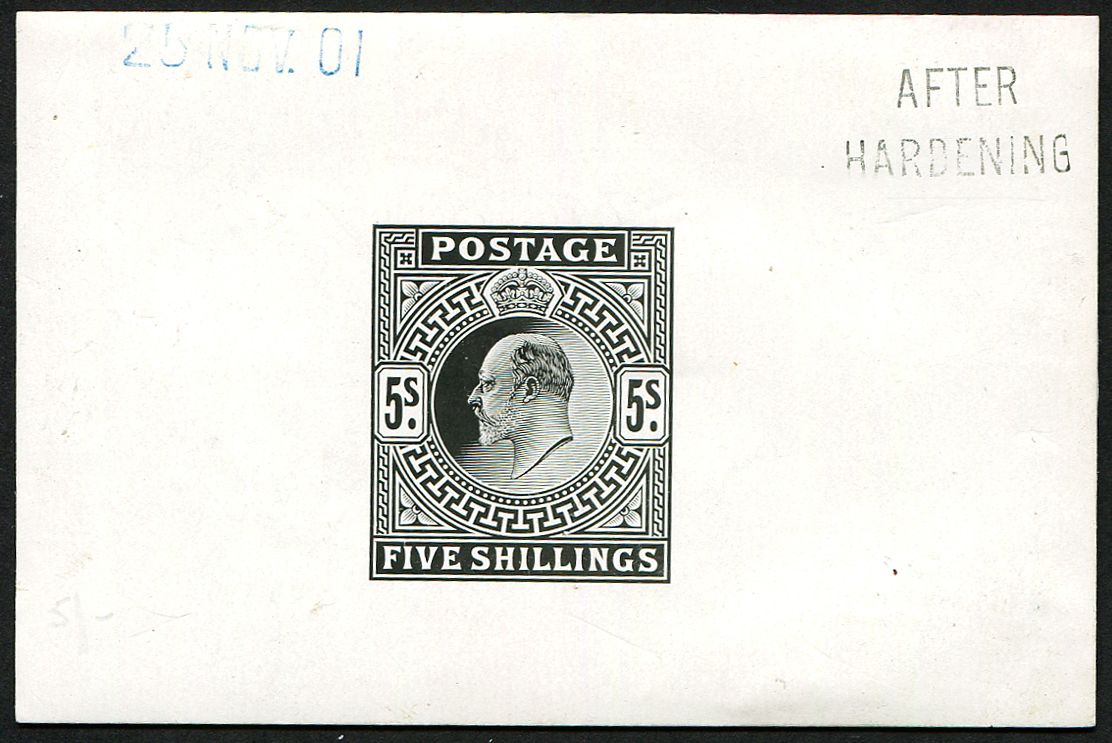 25 NOV. 01
AFTER
HARDENING
POSTAGE
5s.
5s.
FIVE SHILLINGS
5/-